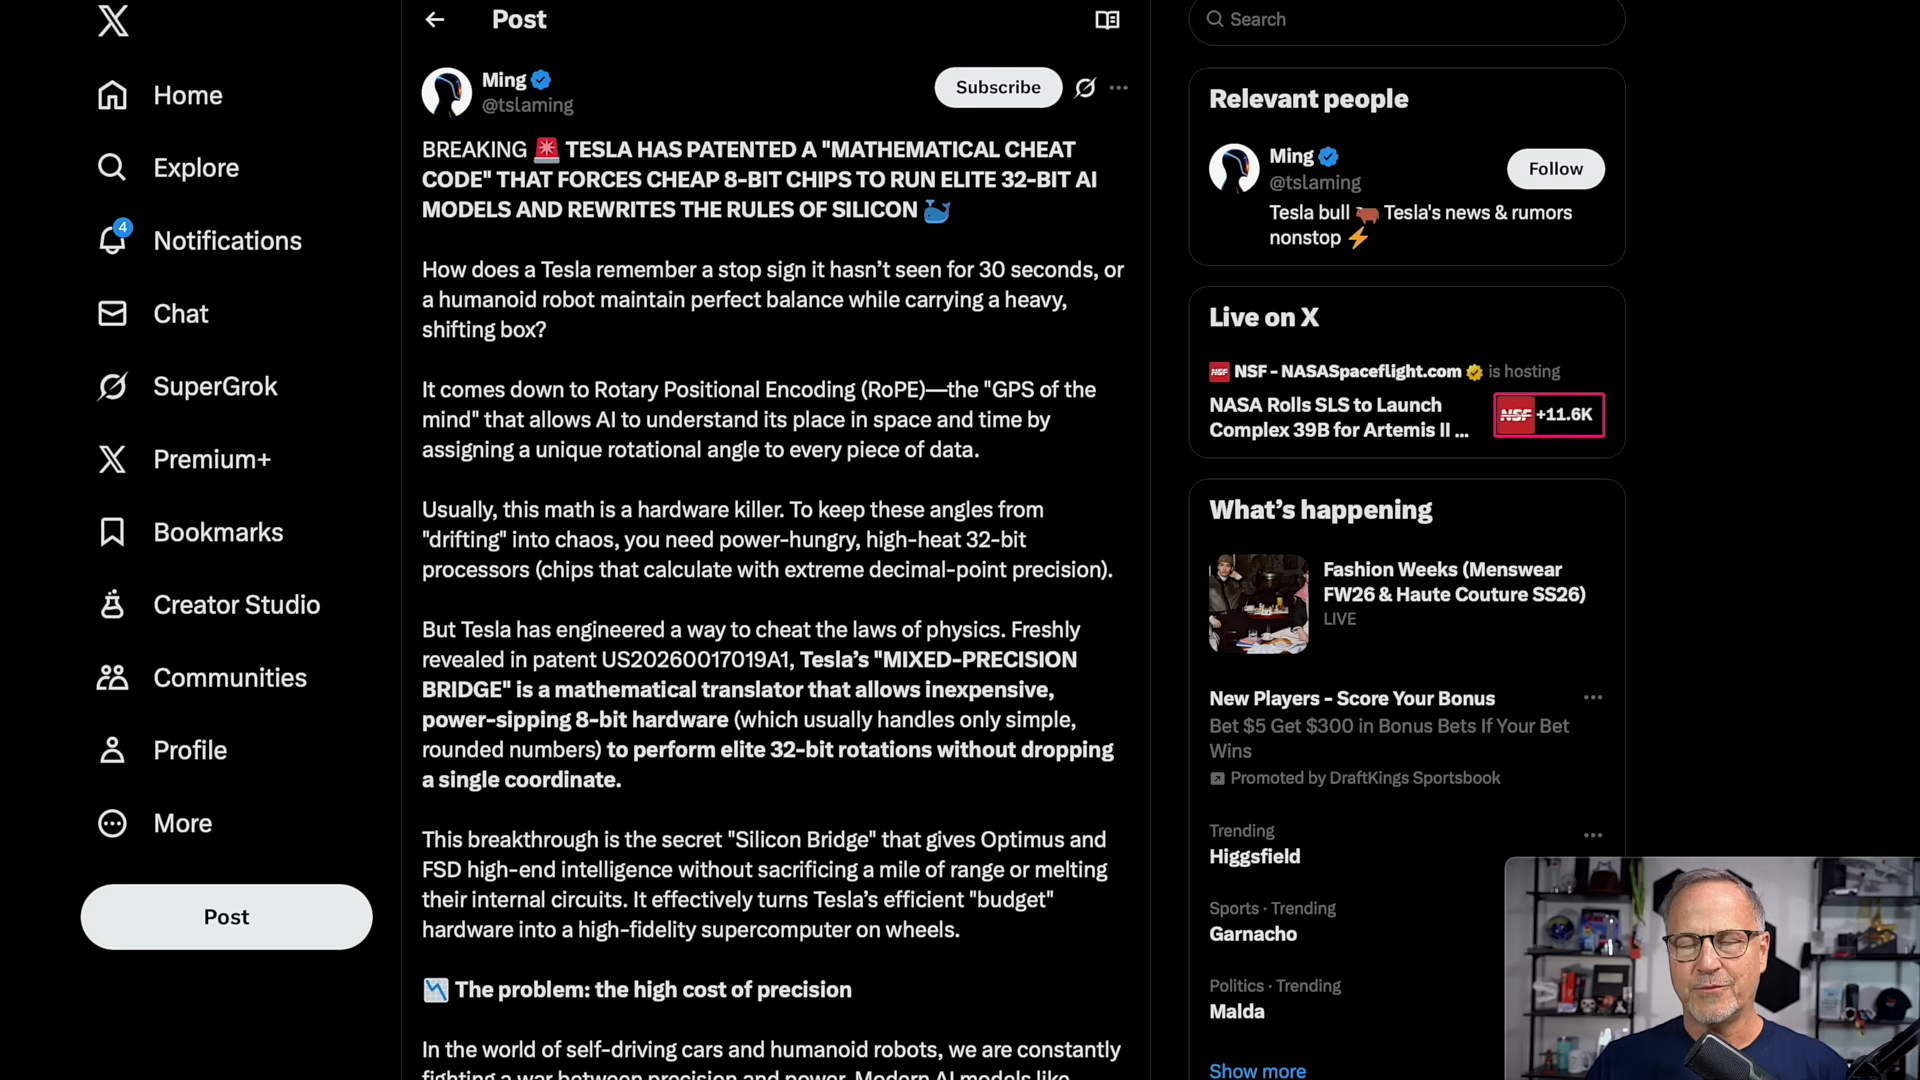 Home
Explore
4
Notifications
Chat
SuperGrok
Premium+
Bookmarks
Creator Studio
Communities
Profile
More
Post
Post
Ming
@tslaming
Subscribe
BREAKING 🚨 TESLA HAS PATENTED A "MATHEMATICAL CHEAT
CODE" THAT FORCES CHEAP 8-BIT CHIPS TO RUN ELITE 32-BIT AI
MODELS AND REWRITES THE RULES OF SILICON 🐳
How does a Tesla remember a stop sign it hasn’t seen for 30 seconds, or
a humanoid robot maintain perfect balance while carrying a heavy,
shifting box?
It comes down to Rotary Positional Encoding (RoPE)—the "GPS of the
mind" that allows AI to understand its place in space and time by
assigning a unique rotational angle to every piece of data.
Usually, this math is a hardware killer. To keep these angles from
"drifting" into chaos, you need power-hungry, high-heat 32-bit
processors (chips that calculate with extreme decimal-point precision).
But Tesla has engineered a way to cheat the laws of physics. Freshly
revealed in patent US20260017019A1, Tesla’s "MIXED-PRECISION
BRIDGE" is a mathematical translator that allows inexpensive,
power-sipping 8-bit hardware (which usually handles only simple,
rounded numbers) to perform elite 32-bit rotations without dropping
a single coordinate.
This breakthrough is the secret "Silicon Bridge" that gives Optimus and
FSD high-end intelligence without sacrificing a mile of range or melting
their internal circuits. It effectively turns Tesla’s efficient "budget"
hardware into a high-fidelity supercomputer on wheels.
📉 The problem: the high cost of precision
In the world of self-driving cars and humanoid robots, we are constantly
fighting a war between precision and power. Modern AI models like
Search
Relevant people
Ming
@tslaming
Follow
Tesla bull 🐂 Tesla's news & rumors
nonstop ⚡
Live on X
NSF - NASASpaceflight.com is hosting
NASA Rolls SLS to Launch
Complex 39B for Artemis II ...
NSF +11.6K
What’s happening
Fashion Weeks (Menswear
FW26 & Haute Couture SS26)
LIVE
New Players - Score Your Bonus
Bet $5 Get $300 in Bonus Bets If Your Bet
Wins
Promoted by DraftKings Sportsbook
Trending
Higgsfield
Sports · Trending
Garnacho
Politics · Trending
Malda
Show more